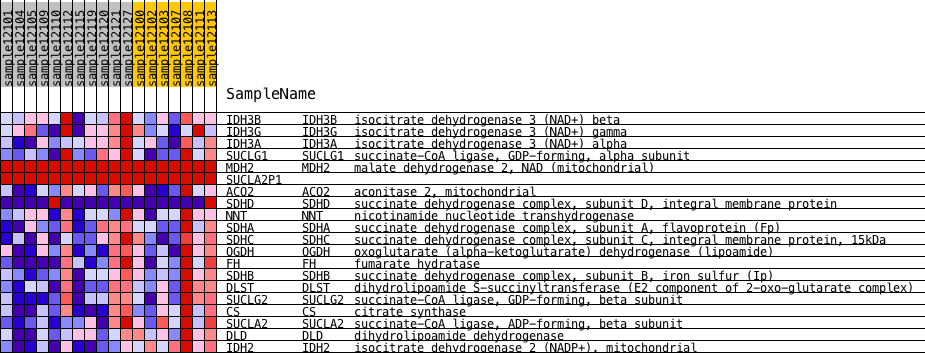 sample12101
sample12104
sample12105
sample12109
sample12110
sample12112
sample12115
sample12119
sample12120
sample12121
sample12127
sample12100
sample12102
sample12103
sample12107
sample12108
sample12111
sample12113
SampleName
IDH3B IDH3B isocitrate dehydrogenase 3 (NAD+) beta
IDH3G IDH3G isocitrate dehydrogenase 3 (NAD+) gamma
IDH3A IDH3A isocitrate dehydrogenase 3 (NAD+) alpha
SUCLG1 SUCLG1 succinate-CoA ligase, GDP-forming, alpha subunit
MDH2 MDH2 malate dehydrogenase 2, NAD (mitochondrial)
SUCLA2P1
ACO2 ACO2 aconitase 2, mitochondrial
SDHD SDHD succinate dehydrogenase complex, subunit D, integral membrane protein
NNT NNT nicotinamide nucleotide transhydrogenase
SDHA SDHA succinate dehydrogenase complex, subunit A, flavoprotein (Fp)
SDHC SDHC succinate dehydrogenase complex, subunit C, integral membrane protein, 15kDa
OGDH OGDH oxoglutarate (alpha-ketoglutarate) dehydrogenase (lipoamide)
FH FH fumarate hydratase
SDHB SDHB succinate dehydrogenase complex, subunit B, iron sulfur (Ip)
DLST DLST dihydrolipoamide S-succinyltransferase (E2 component of 2-oxo-glutarate complex)
SUCLG2 SUCLG2 succinate-CoA ligase, GDP-forming, beta subunit
CS CS citrate synthase
SUCLA2 SUCLA2 succinate-CoA ligase, ADP-forming, beta subunit
DLD DLD dihydrolipoamide dehydrogenase
IDH2 IDH2 isocitrate dehydrogenase 2 (NADP+), mitochondrial